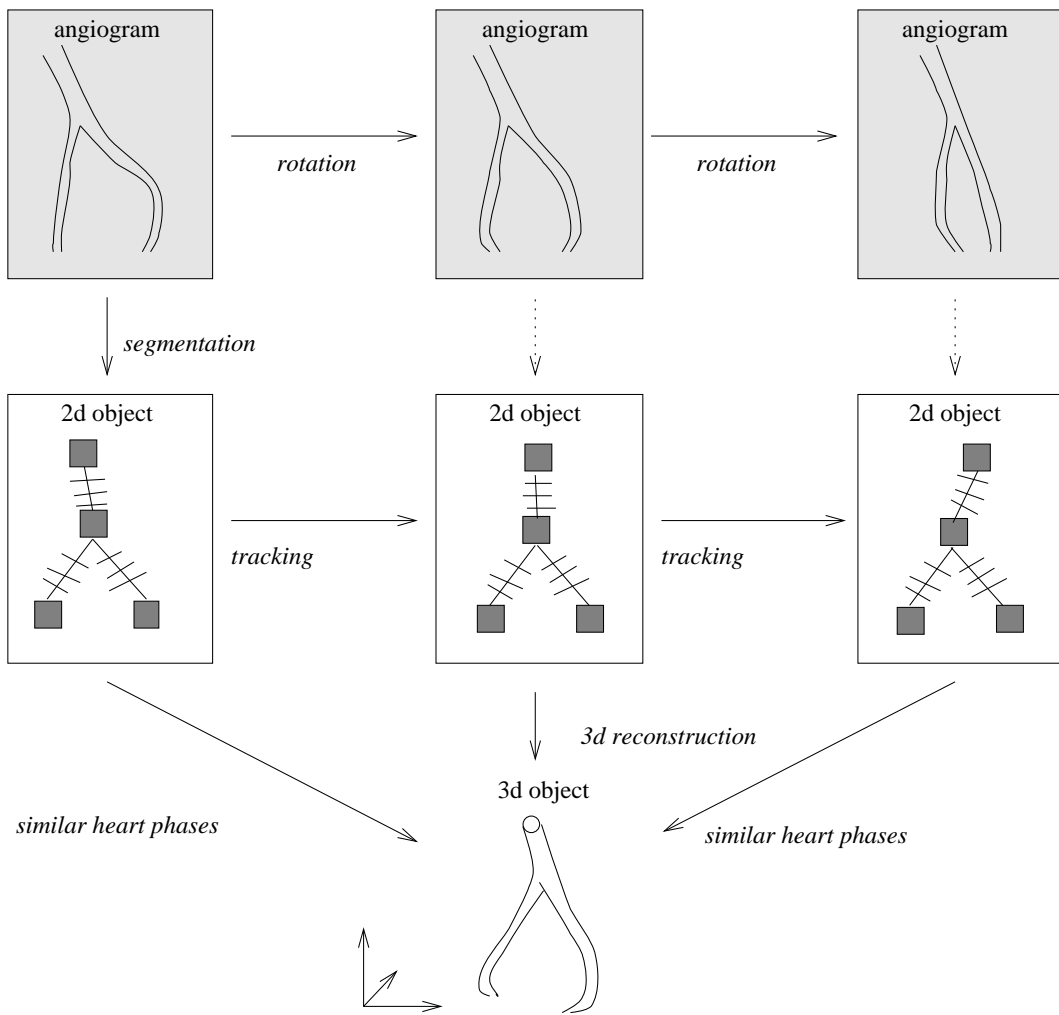 angiogram
angiogram
angiogram
rotation
rotation
segmentation
2d object
2d object
2d object
tracking
tracking
3d reconstruction
3d object
similar heart phases
similar heart phases